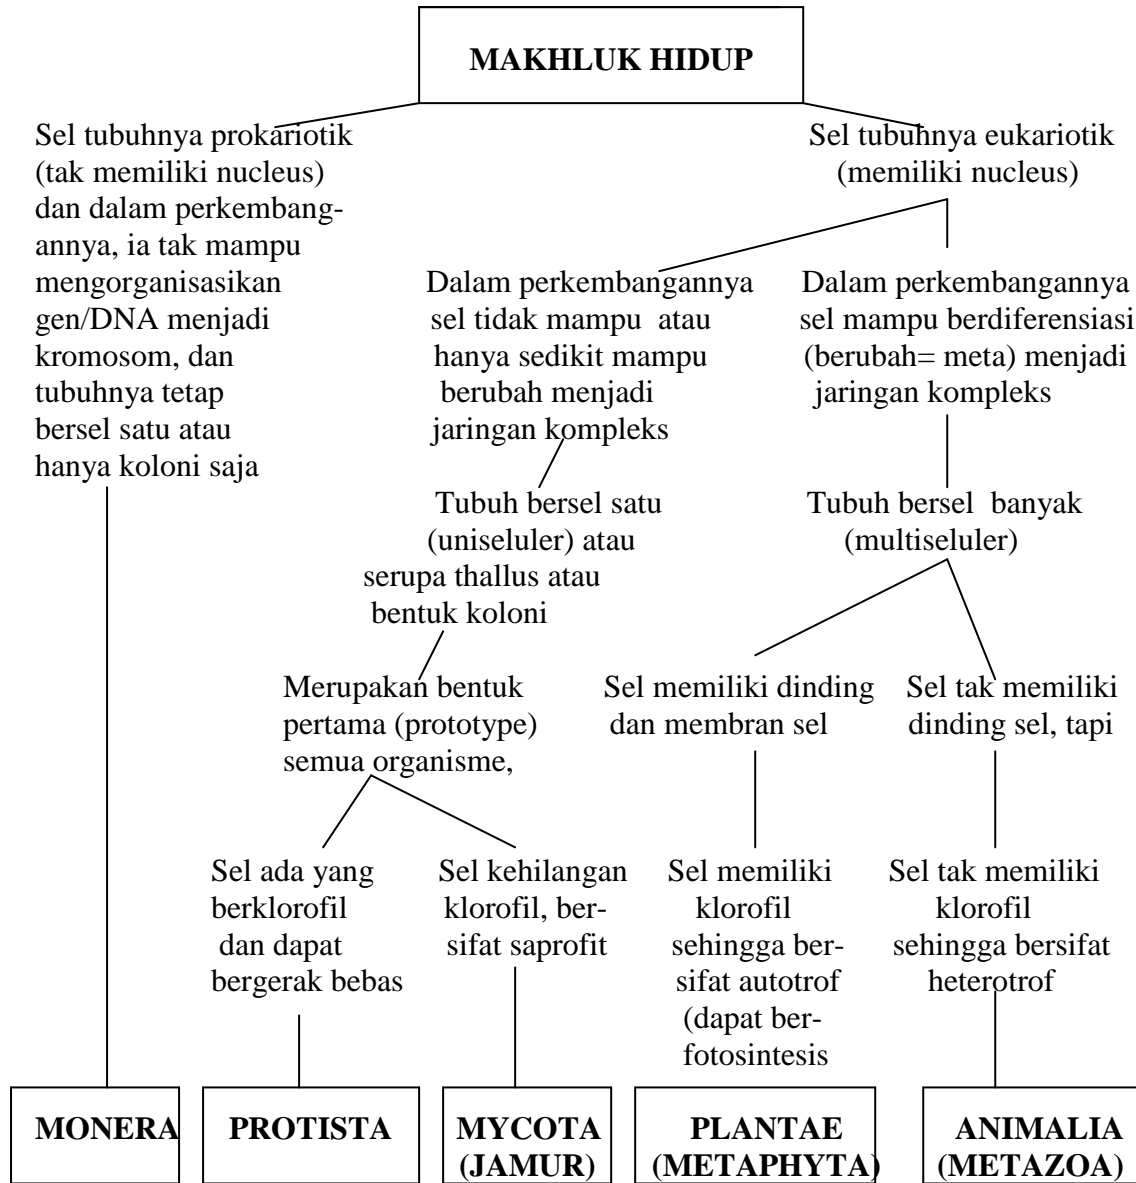 MAKHLUK HIDUP
Sel tubuhnya prokariotik
(tak memiliki nucleus)
dan dalam perkembang-
annya, ia tak mampu
mengorganisasikan
gen/DNA menjadi
kromosom, dan
tubuhnya tetap
bersel satu atau
hanya koloni saja
Sel tubuhnya eukariotik
(memiliki nucleus)
Dalam perkembangannya
sel tidak mampu atau
hanya sedikit mampu
berubah menjadi
jaringan kompleks
Dalam perkembangannya
sel mampu berdiferensiasi
(berubah= meta) menjadi
jaringan kompleks
Tubuh bersel satu
(uniseluler) atau
serupa thallus atau
bentuk koloni
Tubuh bersel banyak
(multiseluler)
Merupakan bentuk
pertama (prototype)
semua organisme,
Sel memiliki dinding
dan membran sel
Sel tak memiliki
dinding sel, tapi
Sel ada yang
berklorofil
dan dapat
bergerak bebas
Sel kehilangan
klorofil, ber-
sifat saprofit
Sel memiliki
klorofil
sehingga ber-
sifat autotrof
(dapat ber-
fotosintesis
Sel tak memiliki
klorofil
sehingga bersifat
heterotrof
MONERA
PROTISTA
MYCOTA
(JAMUR)
PLANTAE
(METAPHYTA)
ANIMALIA
(METAZOA)